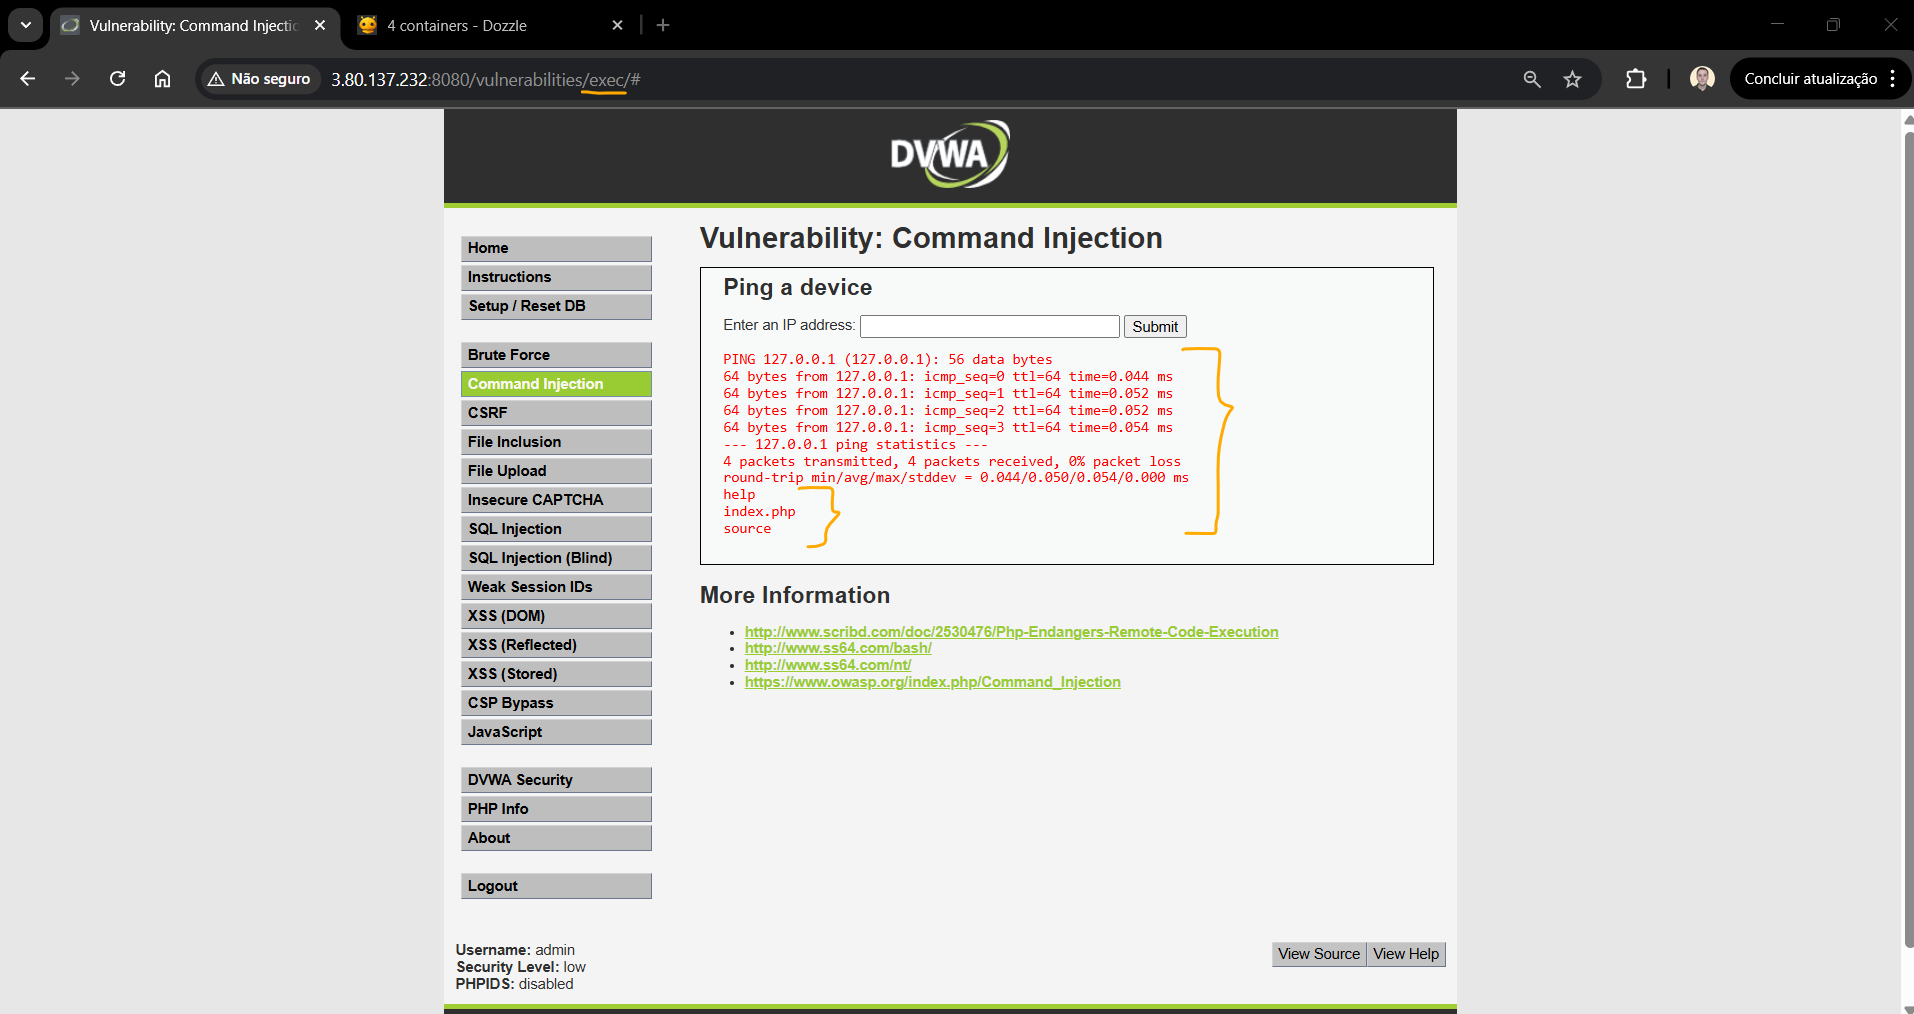 Vulnerability: Command Injectio
4 containers - Dozzle
Não seguro
3.80.137.232:8080/vulnerabilities/exec/#
Concluir atualização
DVWA
Home
Instructions
Setup / Reset DB
Brute Force
Command Injection
CSRF
File Inclusion
File Upload
Insecure CAPTCHA
SQL Injection
SQL Injection (Blind)
Weak Session IDs
XSS (DOM)
XSS (Reflected)
XSS (Stored)
CSP Bypass
JavaScript
DVWA Security
PHP Info
About
Logout
Vulnerability: Command Injection
Ping a device
Enter an IP address:
Submit
PING 127.0.0.1 (127.0.0.1): 56 data bytes
64 bytes from 127.0.0.1: icmp_seq=0 ttl=64 time=0.044 ms
64 bytes from 127.0.0.1: icmp_seq=1 ttl=64 time=0.052 ms
64 bytes from 127.0.0.1: icmp_seq=2 ttl=64 time=0.052 ms
64 bytes from 127.0.0.1: icmp_seq=3 ttl=64 time=0.054 ms
--- 127.0.0.1 ping statistics ---
4 packets transmitted, 4 packets received, 0% packet loss
round-trip min/avg/max/stddev = 0.044/0.050/0.054/0.000 ms
help
index.php
source
More Information
http://www.scribd.com/doc/2530476/Php-Endangers-Remote-Code-Execution
http://www.ss64.com/bash/
http://www.ss64.com/nt/
https://www.owasp.org/index.php/Command_Injection
Username: admin
Security Level: low
PHPIDS: disabled
View Source
View Help